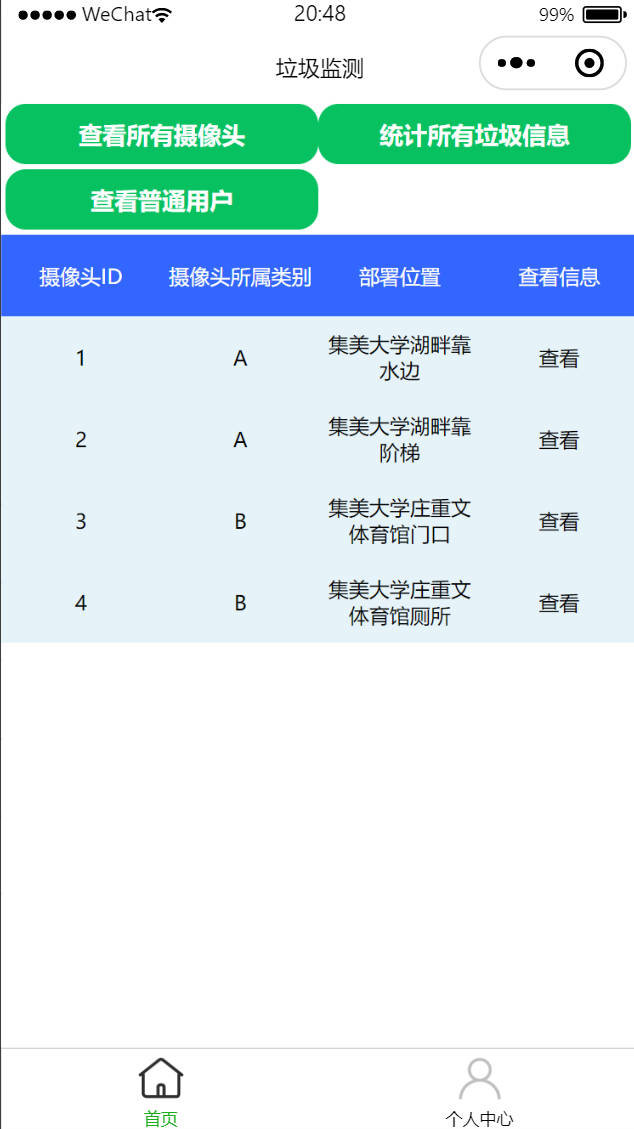 WeChat 20:48 99%
垃圾监测
查看所有摄像头 统计所有垃圾信息
查看普通用户
摄像头ID 摄像头所属类别 部署位置 查看信息
1 A 集美大学湖畔靠 查看
水边
2 A 集美大学湖畔靠 查看
阶梯
3 B 集美大学庄重文 查看
体育馆门口
4 B 集美大学庄重文 查看
体育馆厕所
首页 个人中心